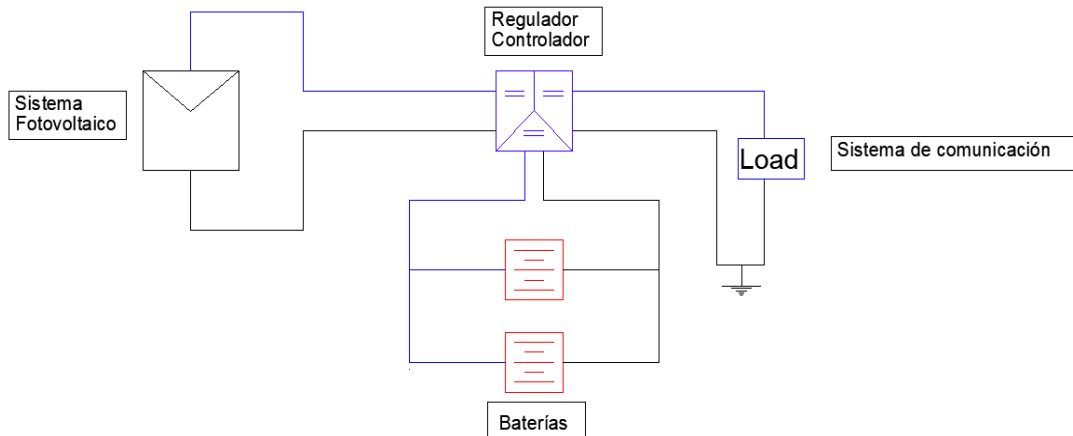 Regulador
Controlador
Sistema
Fotovoltaico
Load
Sistema de comunicación
Baterías